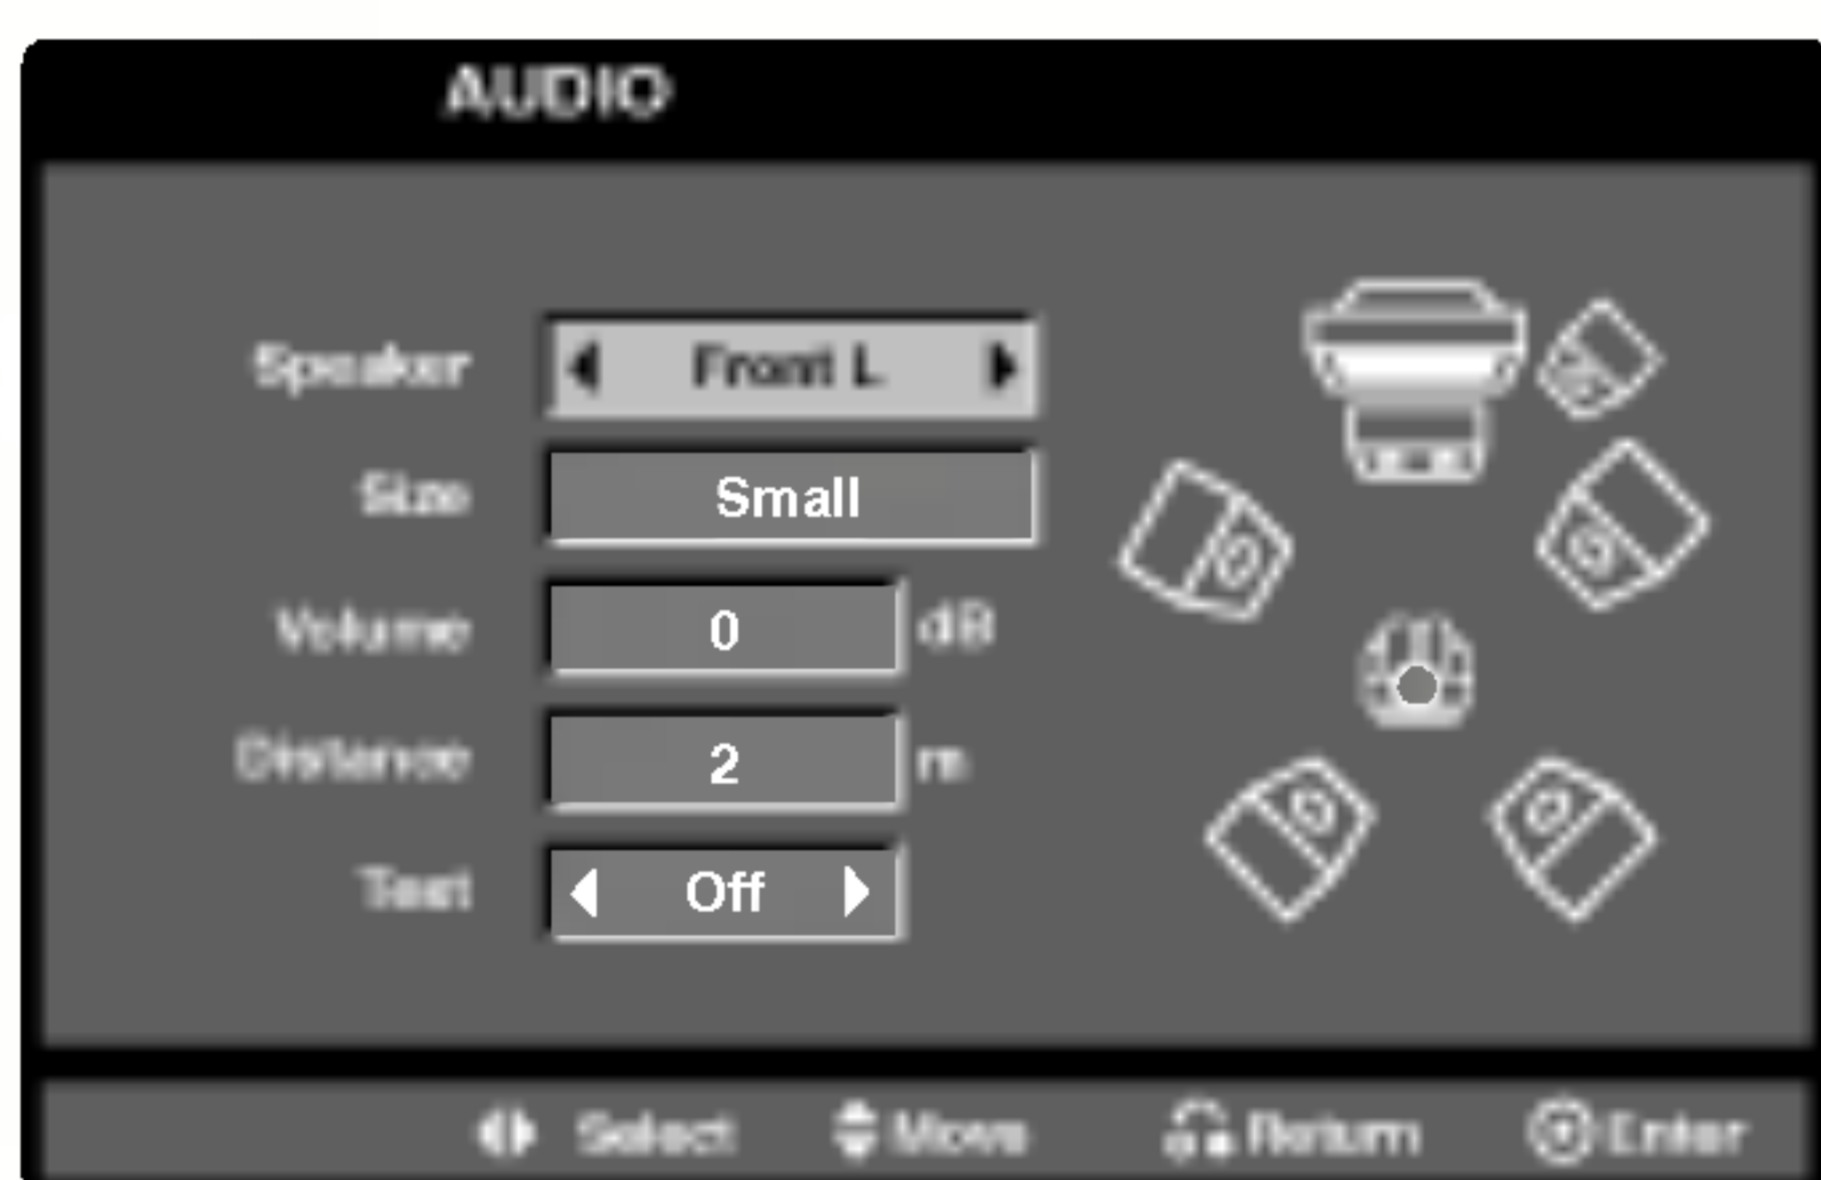 AUDIO
Speaker Front L
Size Small
Volume 0 dB
Distance 2 m
Test Off
Select Move Return Enter